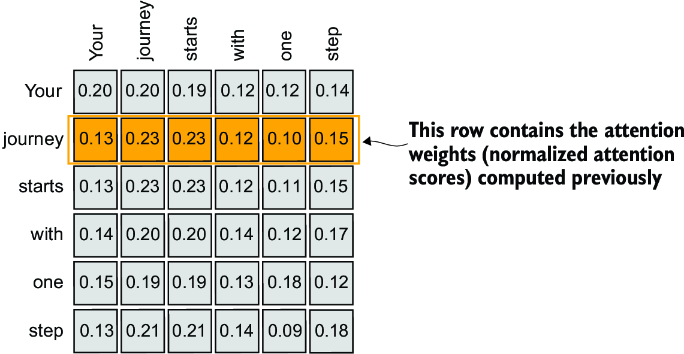 Your journey starts with one step
Your 0.20 0.20 0.19 0.12 0.12 0.14
journey 0.13 0.23 0.23 0.12 0.10 0.15
This row contains the attention
weights (normalized attention
scores) computed previously
starts 0.13 0.23 0.23 0.12 0.11 0.15
with 0.14 0.20 0.20 0.14 0.12 0.17
one 0.15 0.19 0.19 0.13 0.18 0.12
step 0.13 0.21 0.21 0.14 0.09 0.18